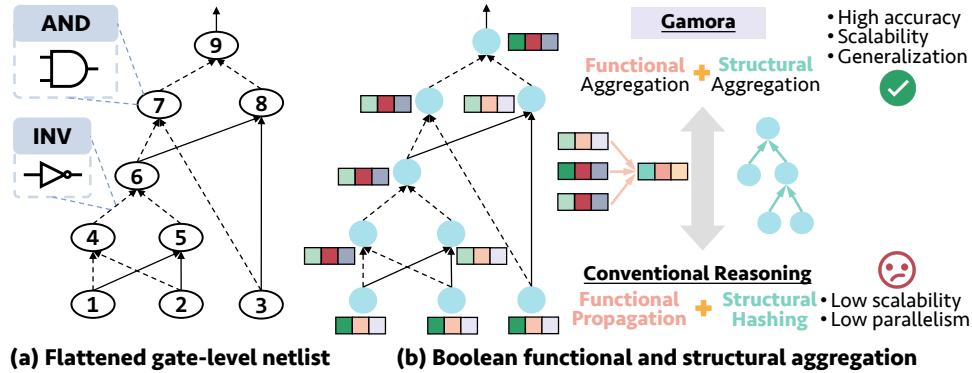 AND
INV
9
7
8
6
4
5
1
2
3
(a) Flattened gate-level netlist
Gamora
• High accuracy
• Scalability
• Generalization
Functional + Structural
Aggregation Aggregation
Conventional Reasoning
Functional + Structural
Propagation Hashing
• Low scalability
• Low parallelism
(b) Boolean functional and structural aggregation